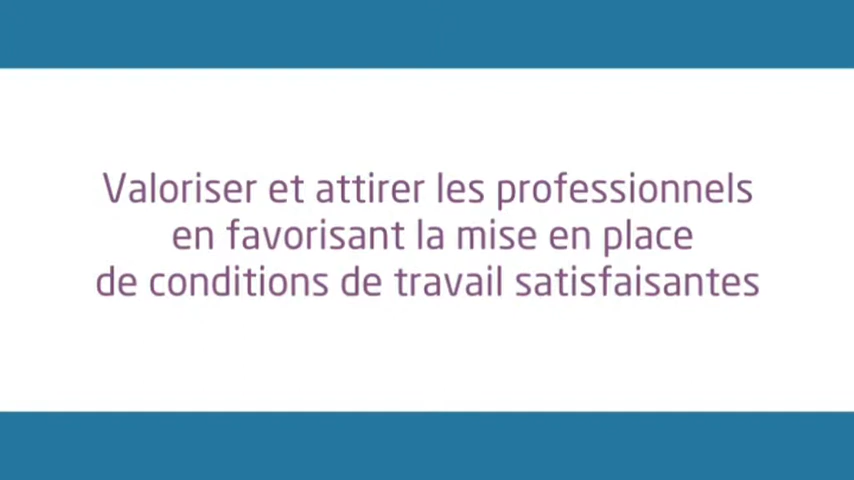 Valoriser et attirer les professionnels
en favorisant la mise en place
de conditions de travail satisfaisantes